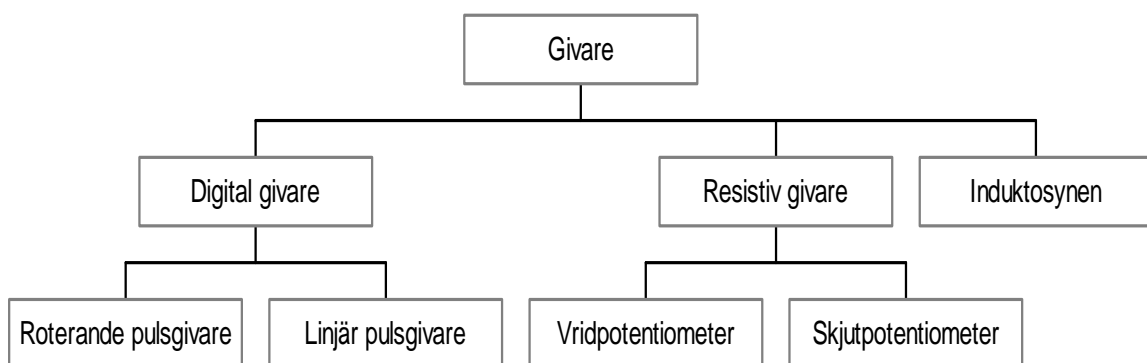 Givare
Digital givare
Resistiv givare
Induktosynen
Roterande pulsgivare
Linjär pulsgivare
Vridpotentiometer
Skjutpotentiometer